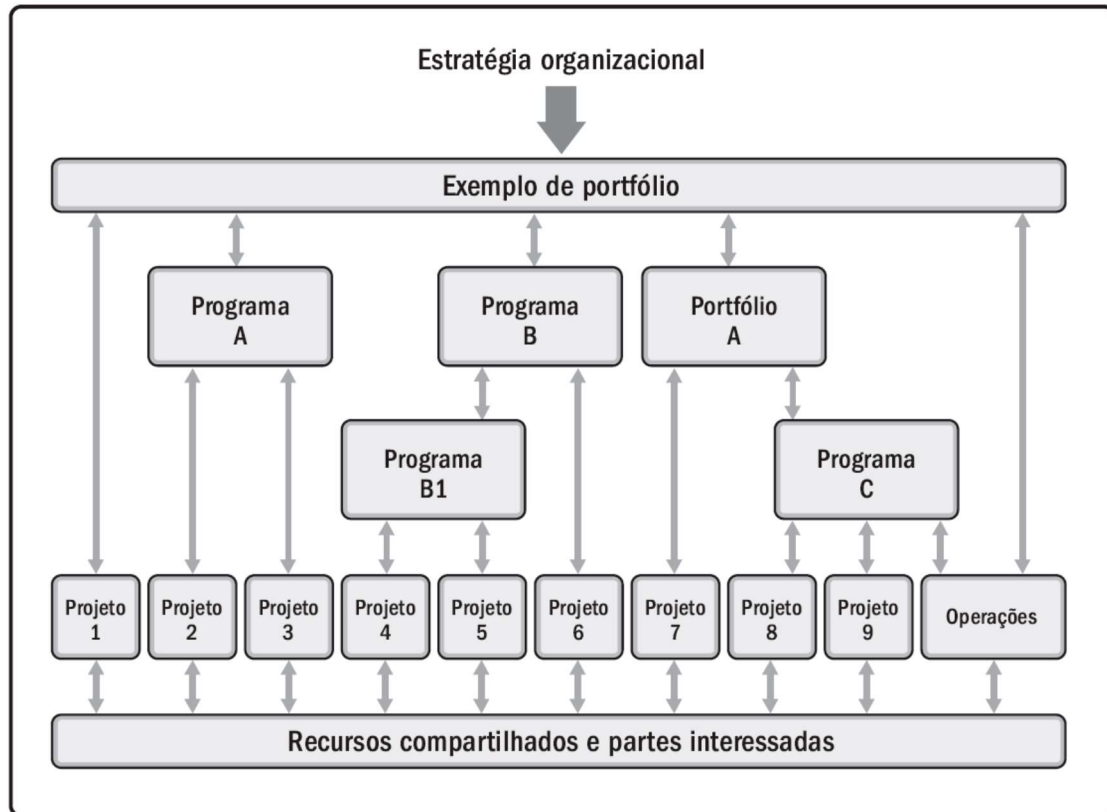 Estratégia organizacional
Exemplo de portfólio
Programa
A
Programa
B
Portfólio
A
Programa
B1
Programa
C
Projeto
1
Projeto
2
Projeto
3
Projeto
4
Projeto
5
Projeto
6
Projeto
7
Projeto
8
Projeto
9
Operações
Recursos compartilhados e partes interessadas